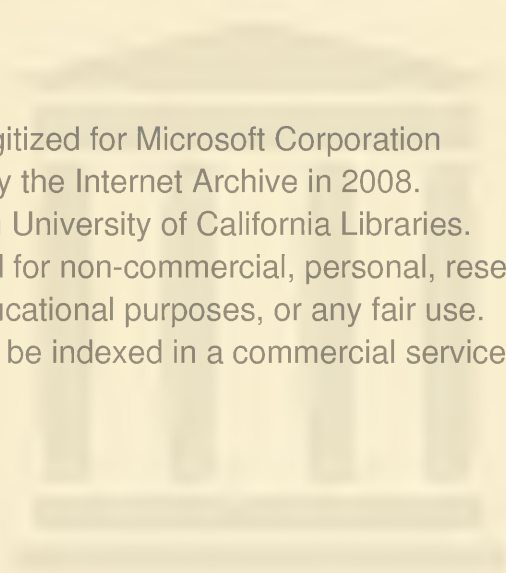 gitized for Microsoft Corporation
y the Internet Archive in 2008.
University of California Libraries.
for non-commercial, personal, rese
ucational purposes, or any fair use.
be indexed in a commercial service